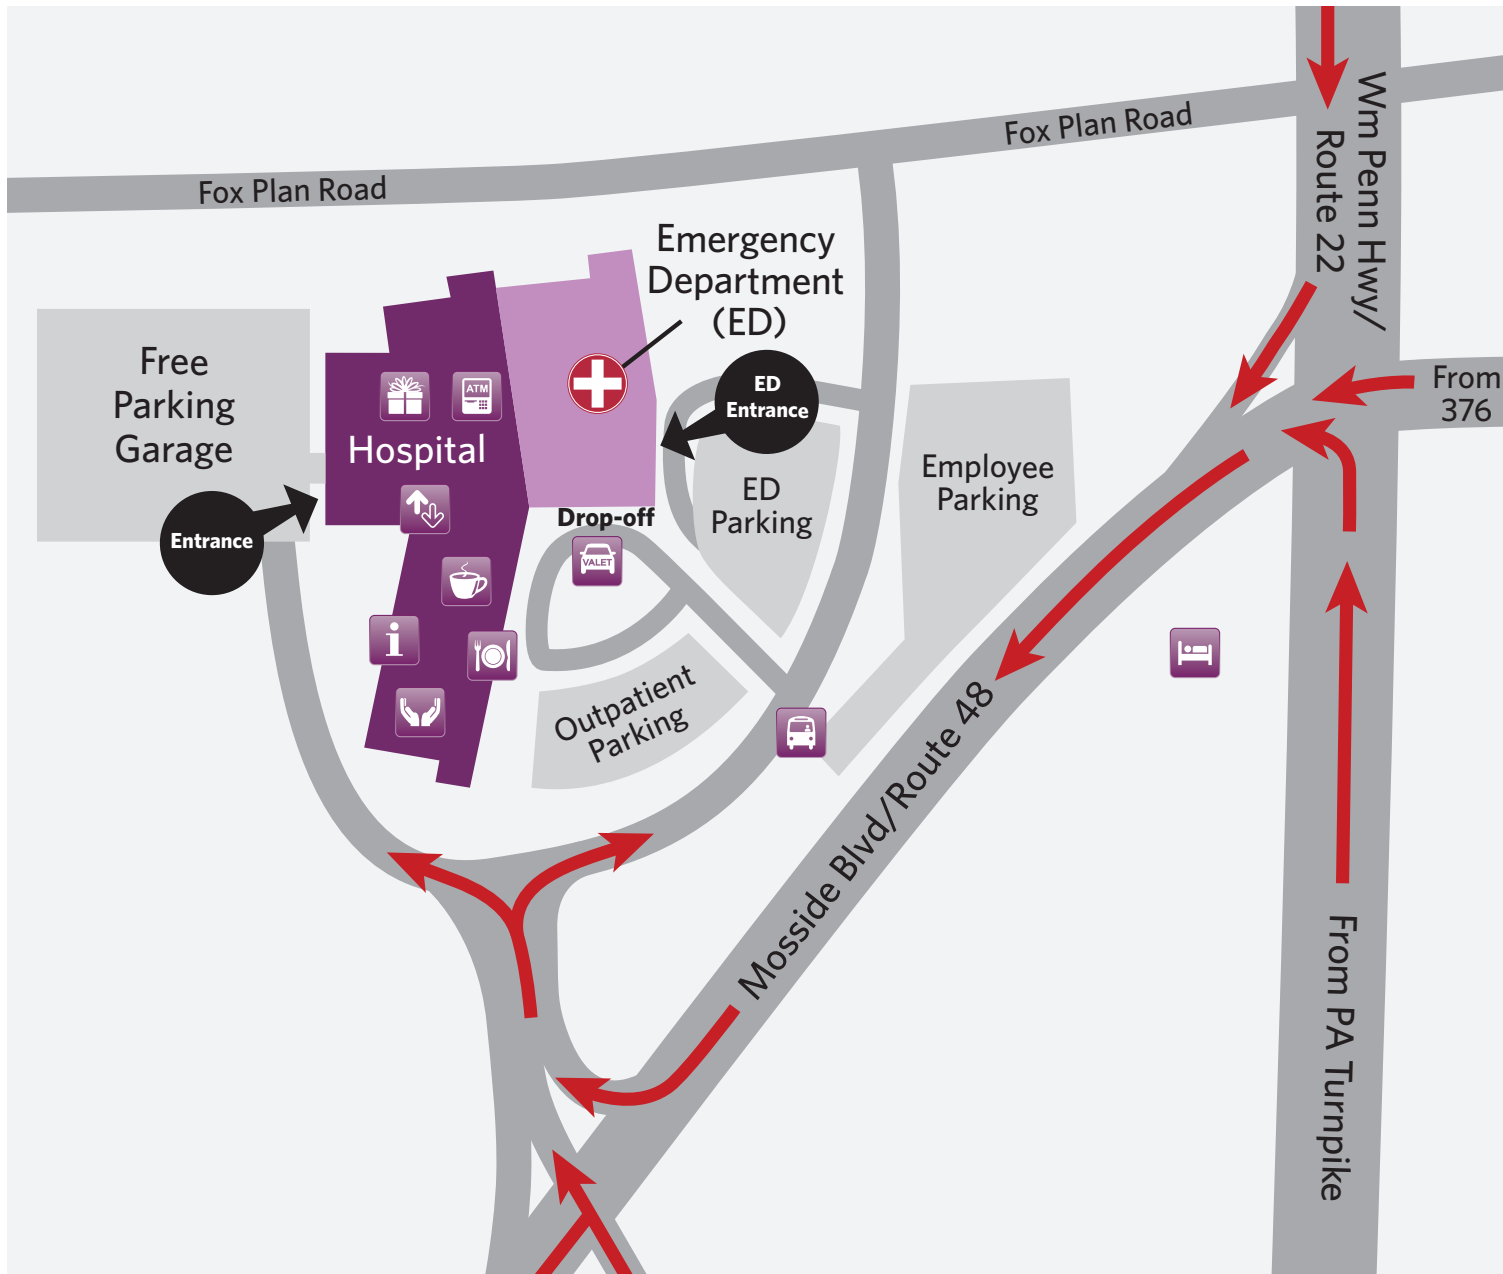 Fox Plan Road
Fox Plan Road
Wm Penn Hwy/
Route 22
Emergency
Department
(ED)
Free
Parking
Garage
ATM
Hospital
ED
Entrance
From
376
Employee
Parking
ED
Parking
Drop-off
VALET
Entrance
i
Outpatient
Parking
Mosside Blvd/Route 48
From PA Turnpike